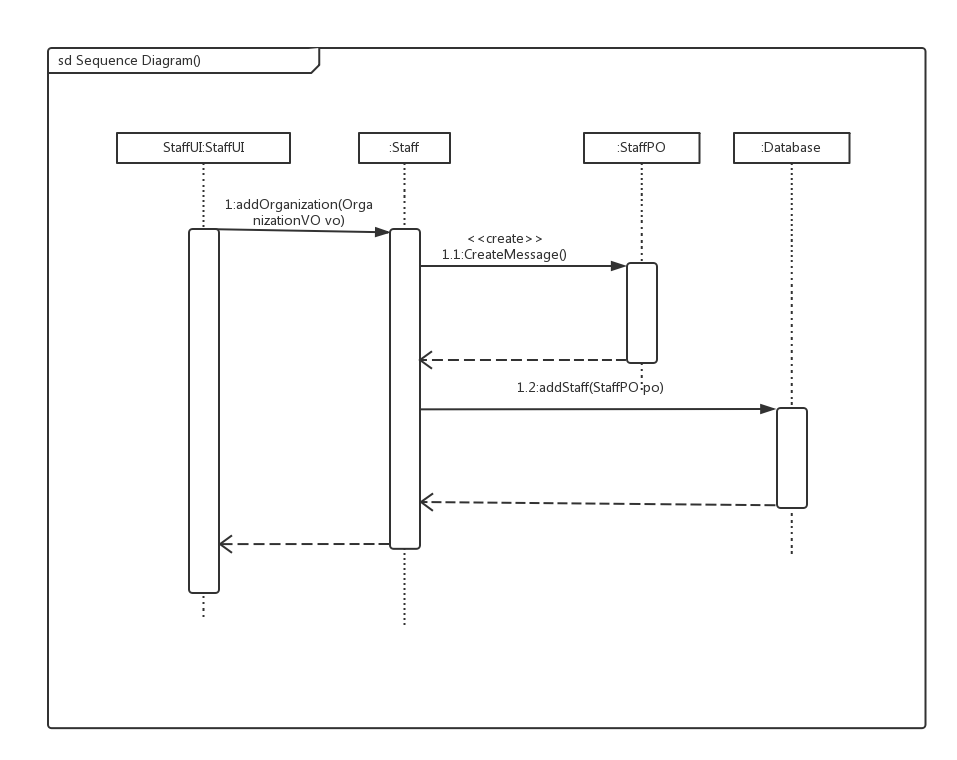 sd Sequence Diagram()
StaffUI:StaffUI
:Staff
:StaffPO
:Database
1:addOrganization(Orga
nizationVO vo)
<<create>>
1.1:CreateMessage()
1.2:addStaff(StaffPO po)